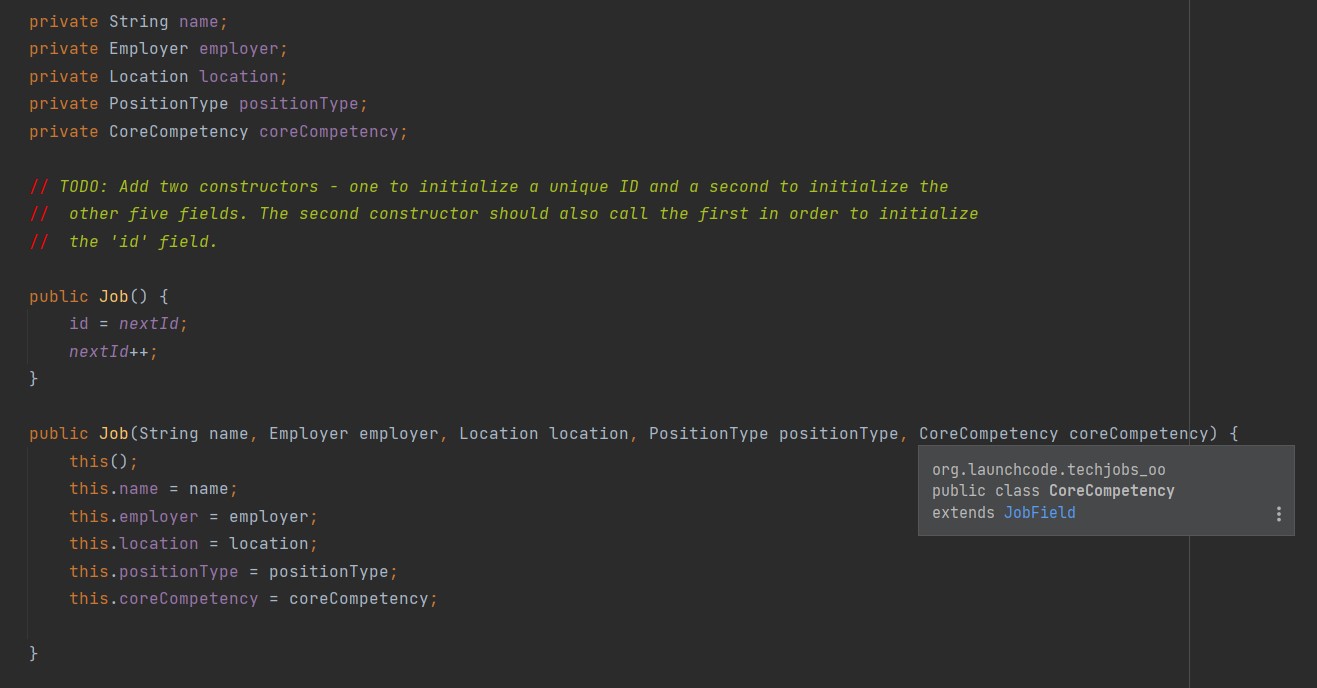 private String name;
private Employer employer;
private Location location;
private PositionType positionType;
private CoreCompetency coreCompetency;
// TODO: Add two constructors - one to initialize a unique ID and a second to initialize the
//  other five fields. The second constructor should also call the first in order to initialize
//  the 'id' field.
public Job() {
    id = nextId;
    nextId++;
}
public Job(String name, Employer employer, Location location, PositionType positionType, CoreCompetency coreCompetency) {
    this();
    this.name = name;
    this.employer = employer;
    this.location = location;
    this.positionType = positionType;
    this.coreCompetency = coreCompetency;
}
org.launchcode.techjobs_oo
public class CoreCompetency
extends JobField